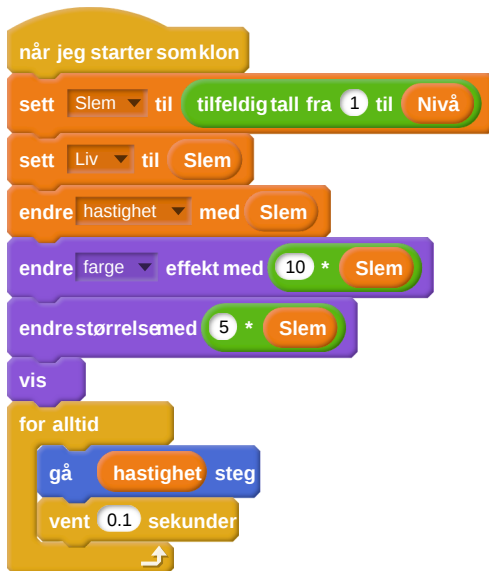 når jeg starter som klon
sett Slem til tilfeldig tall fra 1 til Nivå
sett Liv til Slem
endre hastighet med Slem
endre farge effekt med 10 * Slem
endre størrelse med 5 * Slem
vis
for alltid
gå hastighet steg
vent 0.1 sekunder